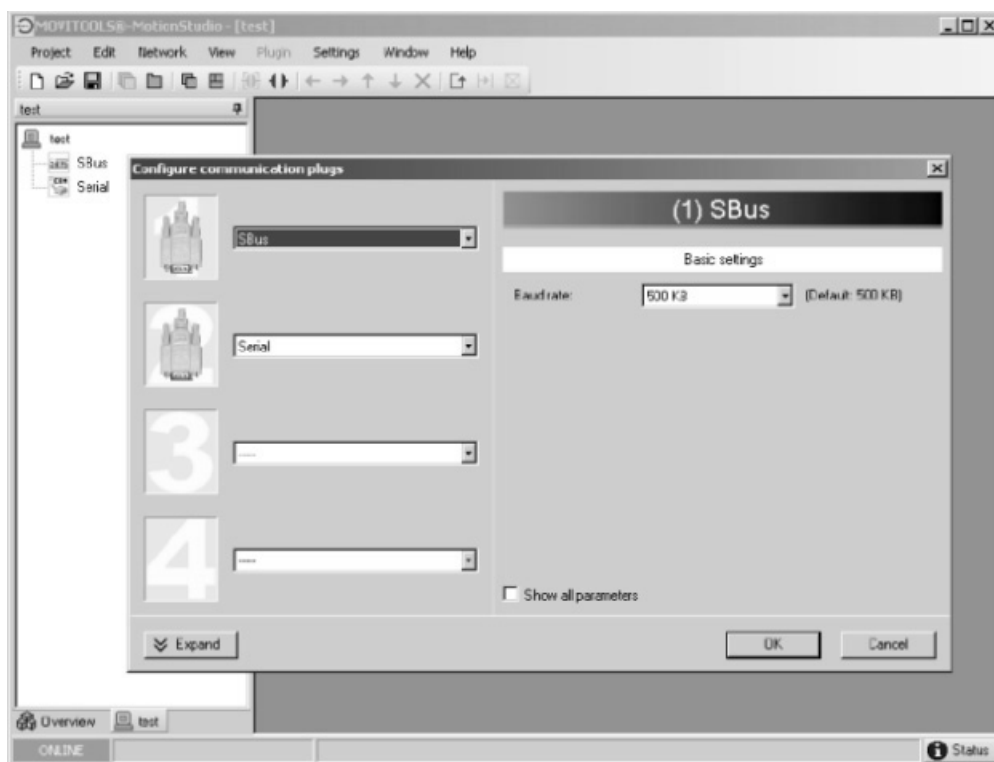 MOVITOOLS®-MotionStudio - [test]
Project Edit Network View Plugin Settings Window Help
test
test
SBus
Serial
Configure communication plugs
1
SBus
2
Serial
3
-----
4
-----
(1) SBus
Basic settings
Baud rate: 500 KB (Default: 500 KB)
Show all parameters
Expand
OK Cancel
Overview test
ONLINE
Status